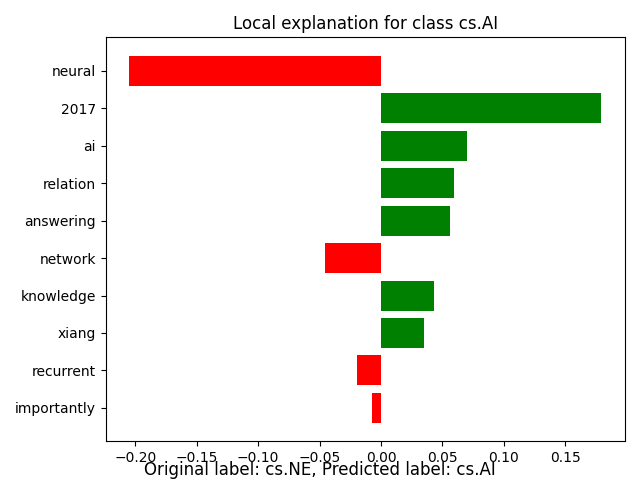 Local explanation for class cs.AI
neural
2017
ai
relation
answering
network
knowledge
xiang
recurrent
importantly
−0.20 −0.15 −0.10 −0.05 0.00 0.05 0.10 0.15
Original label: cs.NE, Predicted label: cs.AI